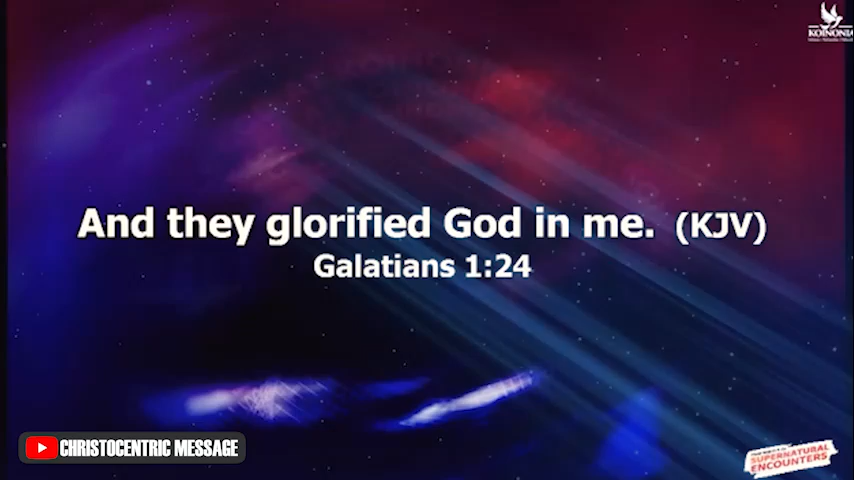 KOINONIA
And they glorified God in me. (KJV)
Galatians 1:24
CHRISTOCENTRIC MESSAGE
SUPERNATURAL
ENCOUNTERS